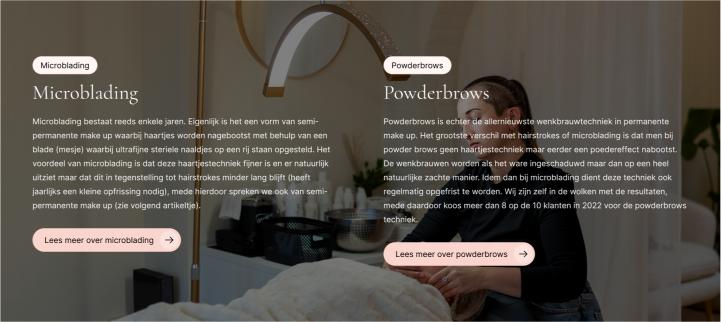 Microblading
Microblading
Microblading bestaat reeds enkele jaren. Eigenlijk is het een vorm van semi-
permanente make up waarbij haartjes worden nagebootst met behulp van een
blade (mesje) waarbij ultrafijne steriele naaldjes op een rij staan opgesteld. Het
voordeel van microblading is dat deze haartjestechniek fijner is en er natuurlijk
uitziet maar dat dit in tegenstelling tot hairstrokes minder lang blijft (heeft
jaarlijks een kleine opfrissing nodig), mede hierdoor spreken we ook van semi-
permanente make up (zie volgend artikeltje).
Lees meer over microblading →
Powderbrows
Powderbrows
Powderbrows is echter de allernieuwste wenkbrauwtechniek in permanente
make up. Het grootste verschil met hairstrokes of microblading is dat men bij
powder brows geen haartjestechniek maar eerder een poedereffect nabootst.
De wenkbrauwen worden als het ware ingeschaduwd maar dan op een heel
natuurlijke zachte manier. Idem dan bij microblading dient deze techniek ook
regelmatig opgefrist te worden. Wij zijn zelf in de wolken met de resultaten,
mede daardoor koos meer dan 8 op de 10 klanten in 2022 voor de powderbrows
techniek.
Lees meer over powderbrows →